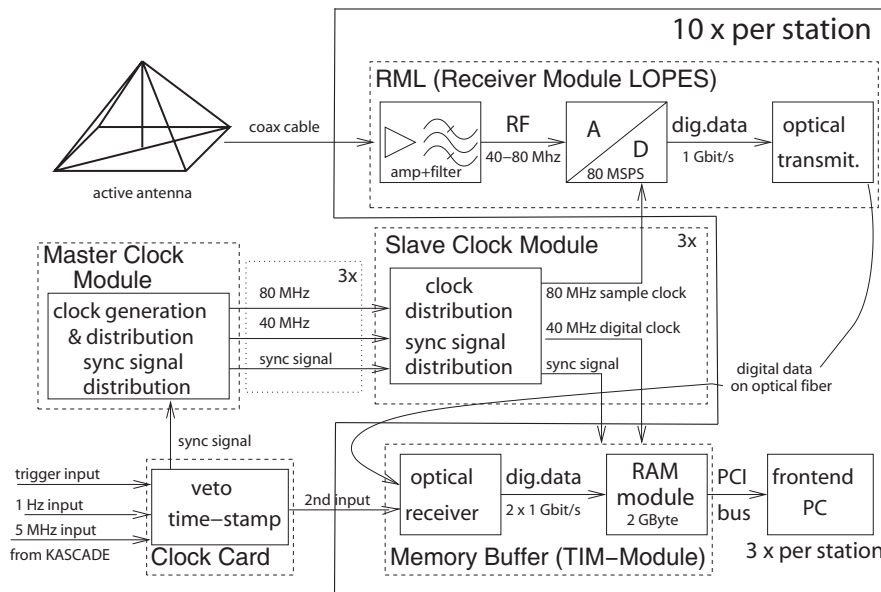 10 x per station
RML (Receiver Module LOPES)
coax cable
active antenna
amp+filter
RF
40−80 Mhz
A
D
80 MSPS
dig.data
1 Gbit/s
optical
transmit.
Master Clock
Module
clock generation
& distribution
sync signal
distribution
3x
80 MHz
40 MHz
sync signal
Slave Clock Module
3x
clock
distribution
sync signal
distribution
80 MHz sample clock
40 MHz digital clock
sync signal
digital data
on optical fiber
sync signal
trigger input
1 Hz input
5 MHz input
from KASCADE
veto
time−stamp
Clock Card
2nd input
optical
receiver
dig.data
2 x 1 Gbit/s
RAM
module
2 GByte
Memory Buffer (TIM−Module)
PCI
bus
frontend
PC
3 x per station